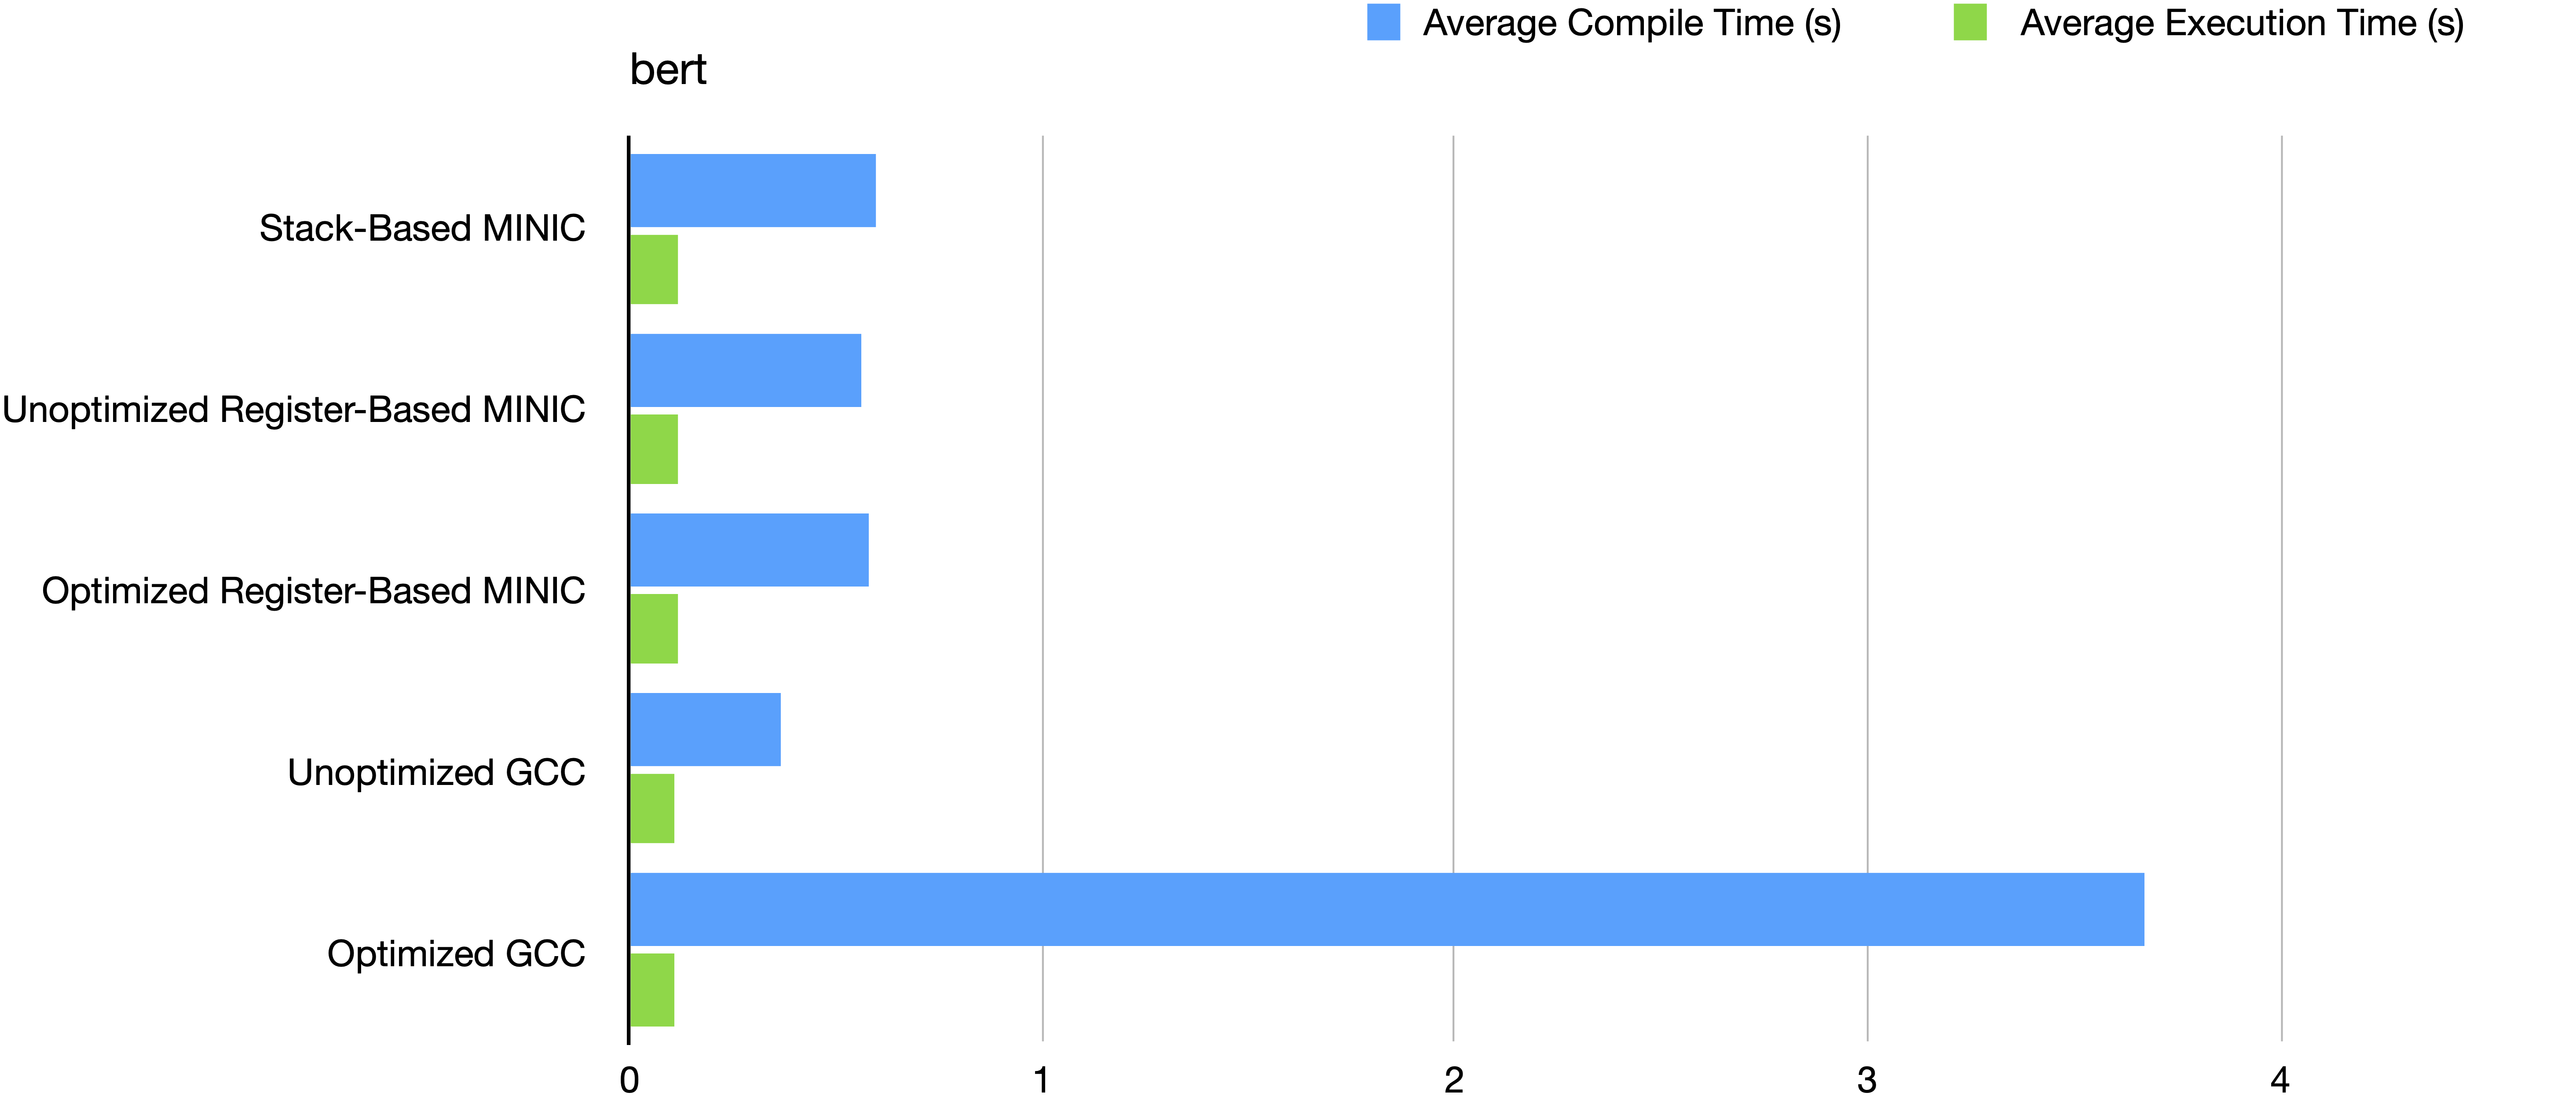 Average Compile Time (s)
Average Execution Time (s)
bert
Stack-Based MINIC
Unoptimized Register-Based MINIC
Optimized Register-Based MINIC
Unoptimized GCC
Optimized GCC
0 1 2 3 4